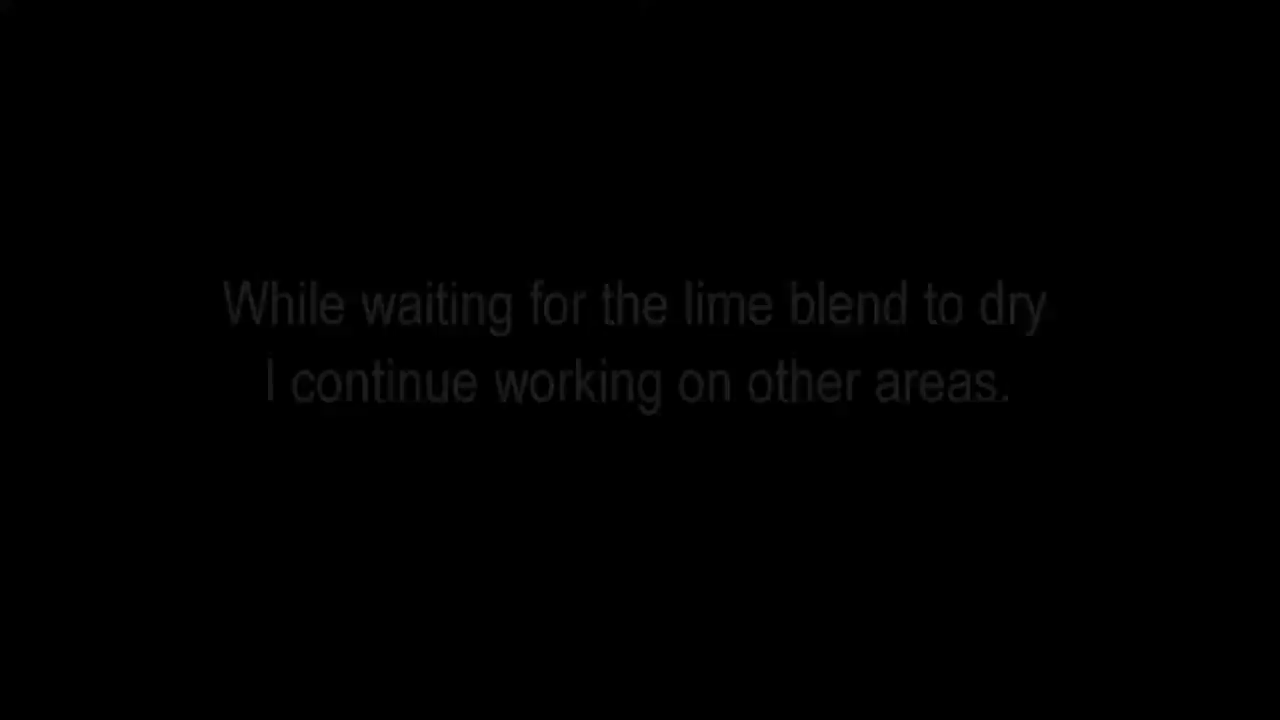 While waiting for the lime blend to dry
I continue working on other areas.